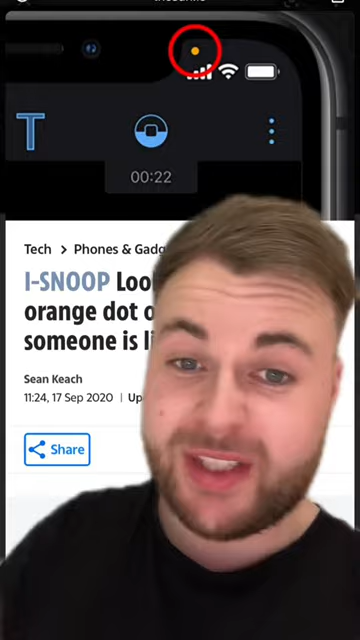 T
00:22
Tech > Phones & Gadg
I-SNOOP Loo
orange dot o
someone is li
Sean Keach
11:24, 17 Sep 2020 | Up
Share